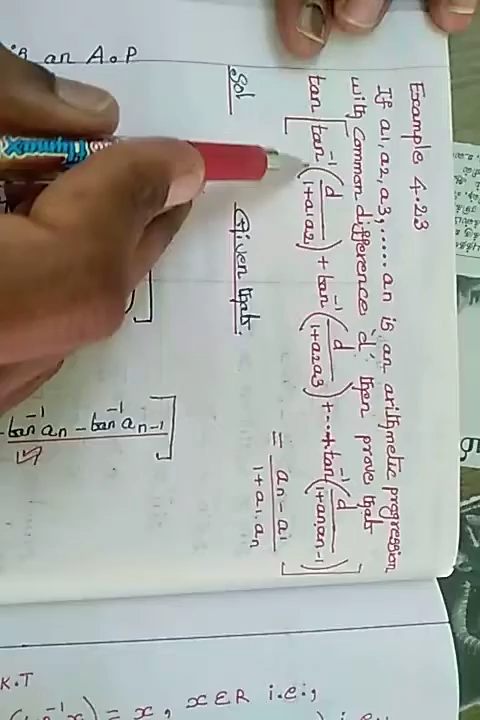 Example 4.23
If a1, a2, a3, ..... an is an arithmetic progression
with common difference 'd' then prove that
tan [tan⁻¹(d/1+a1a2) + tan⁻¹(d/1+a2a3) + ... + tan⁻¹(d/1+anan-1)]
= an - a1/1+a1.an
Sol
Given that.
an A.P
tan⁻¹an - tan⁻¹an-1]
K.T
= x, x∈R i.e;,